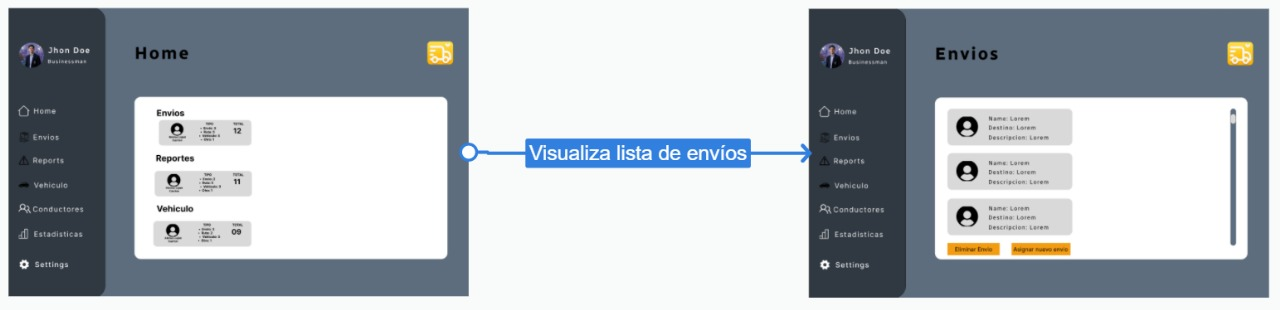 Jhon Doe
Businessman
Home
Envios
Reports
Vehiculo
Conductores
Estadisticas
Settings
Home
Envíos
TIPO
TOTAL
12
Reportes
TIPO
TOTAL
11
Vehiculo
TIPO
TOTAL
09
Visualiza lista de envíos
Jhon Doe
Businessman
Home
Envios
Reports
Vehiculo
Conductores
Estadisticas
Settings
Envios
Name: Lorem
Destino: Lorem
Descripcion: Lorem
Name: Lorem
Destino: Lorem
Descripcion: Lorem
Name: Lorem
Destino: Lorem
Descripcion: Lorem
Eliminar Envio
Asignar nuevo envio